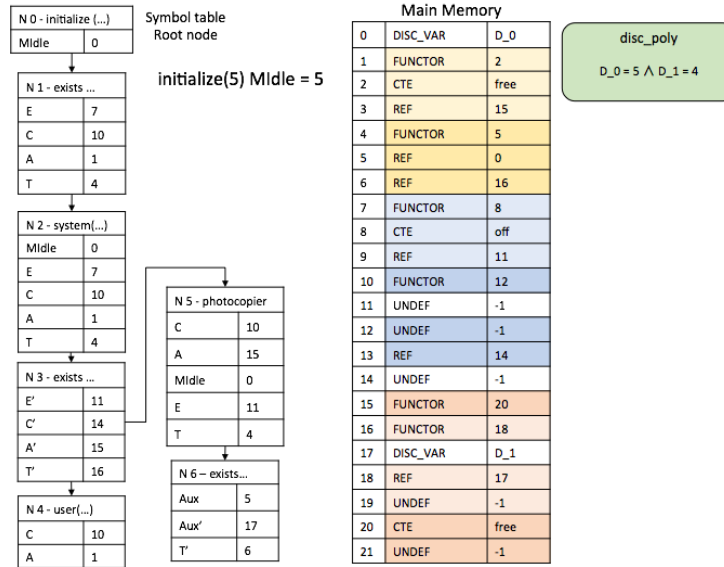 N 0 - initialize (...)
MIdle 0
Symbol table
Root node
initialize(5) MIdle = 5
N 1 - exists ...
E 7
C 10
A 1
T 4
N 2 - system(...)
MIdle 0
E 7
C 10
A 1
T 4
N 3 - exists ...
E' 11
C' 14
A' 15
T' 16
N 4 - user(...)
C 10
A 1
N 5 - photocopier
C 10
A 15
MIdle 0
E 11
T 4
N 6 – exists...
Aux 5
Aux' 17
T' 6
Main Memory
0 DISC_VAR D_0
1 FUNCTOR 2
2 CTE free
3 REF 15
4 FUNCTOR 5
5 REF 0
6 REF 16
7 FUNCTOR 8
8 CTE off
9 REF 11
10 FUNCTOR 12
11 UNDEF -1
12 UNDEF -1
13 REF 14
14 UNDEF -1
15 FUNCTOR 20
16 FUNCTOR 18
17 DISC_VAR D_1
18 REF 17
19 UNDEF -1
20 CTE free
21 UNDEF -1
disc_poly
D_0 = 5 ∧ D_1 = 4